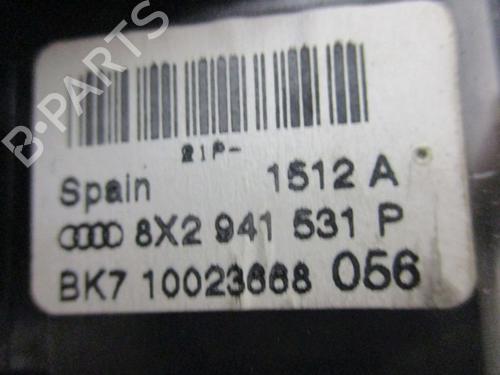 B-PARTS
21P-
Spain 1512 A
8X2 941 531 P
BK7 10023668 056